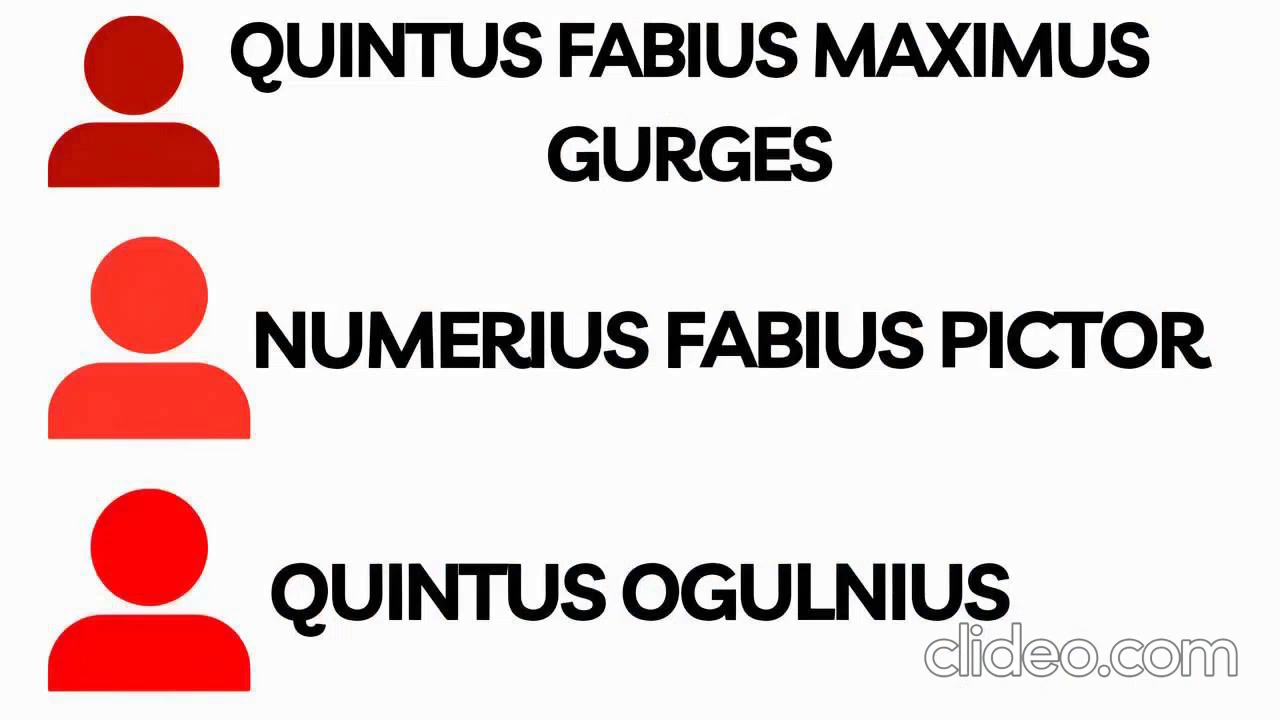 QUINTUS FABIUS MAXIMUS
GURGES
NUMERIUS FABIUS PICTOR
QUINTUS OGULNIUS
clideo.com